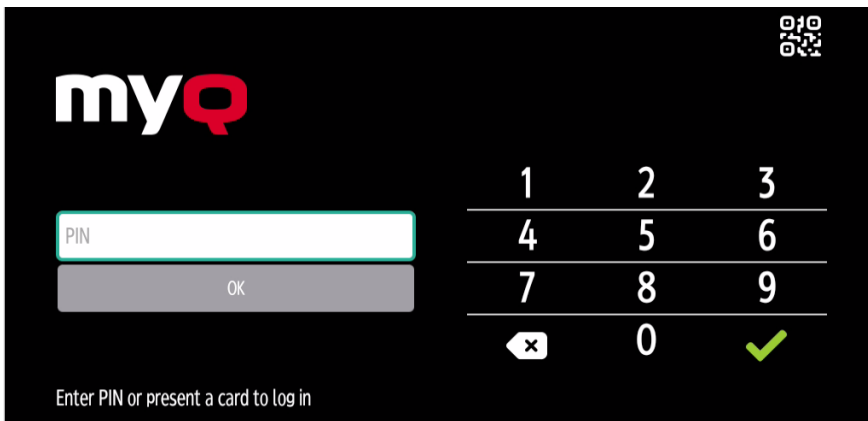 myQ
PIN
OK
Enter PIN or present a card to log in
1 2 3
4 5 6
7 8 9
0